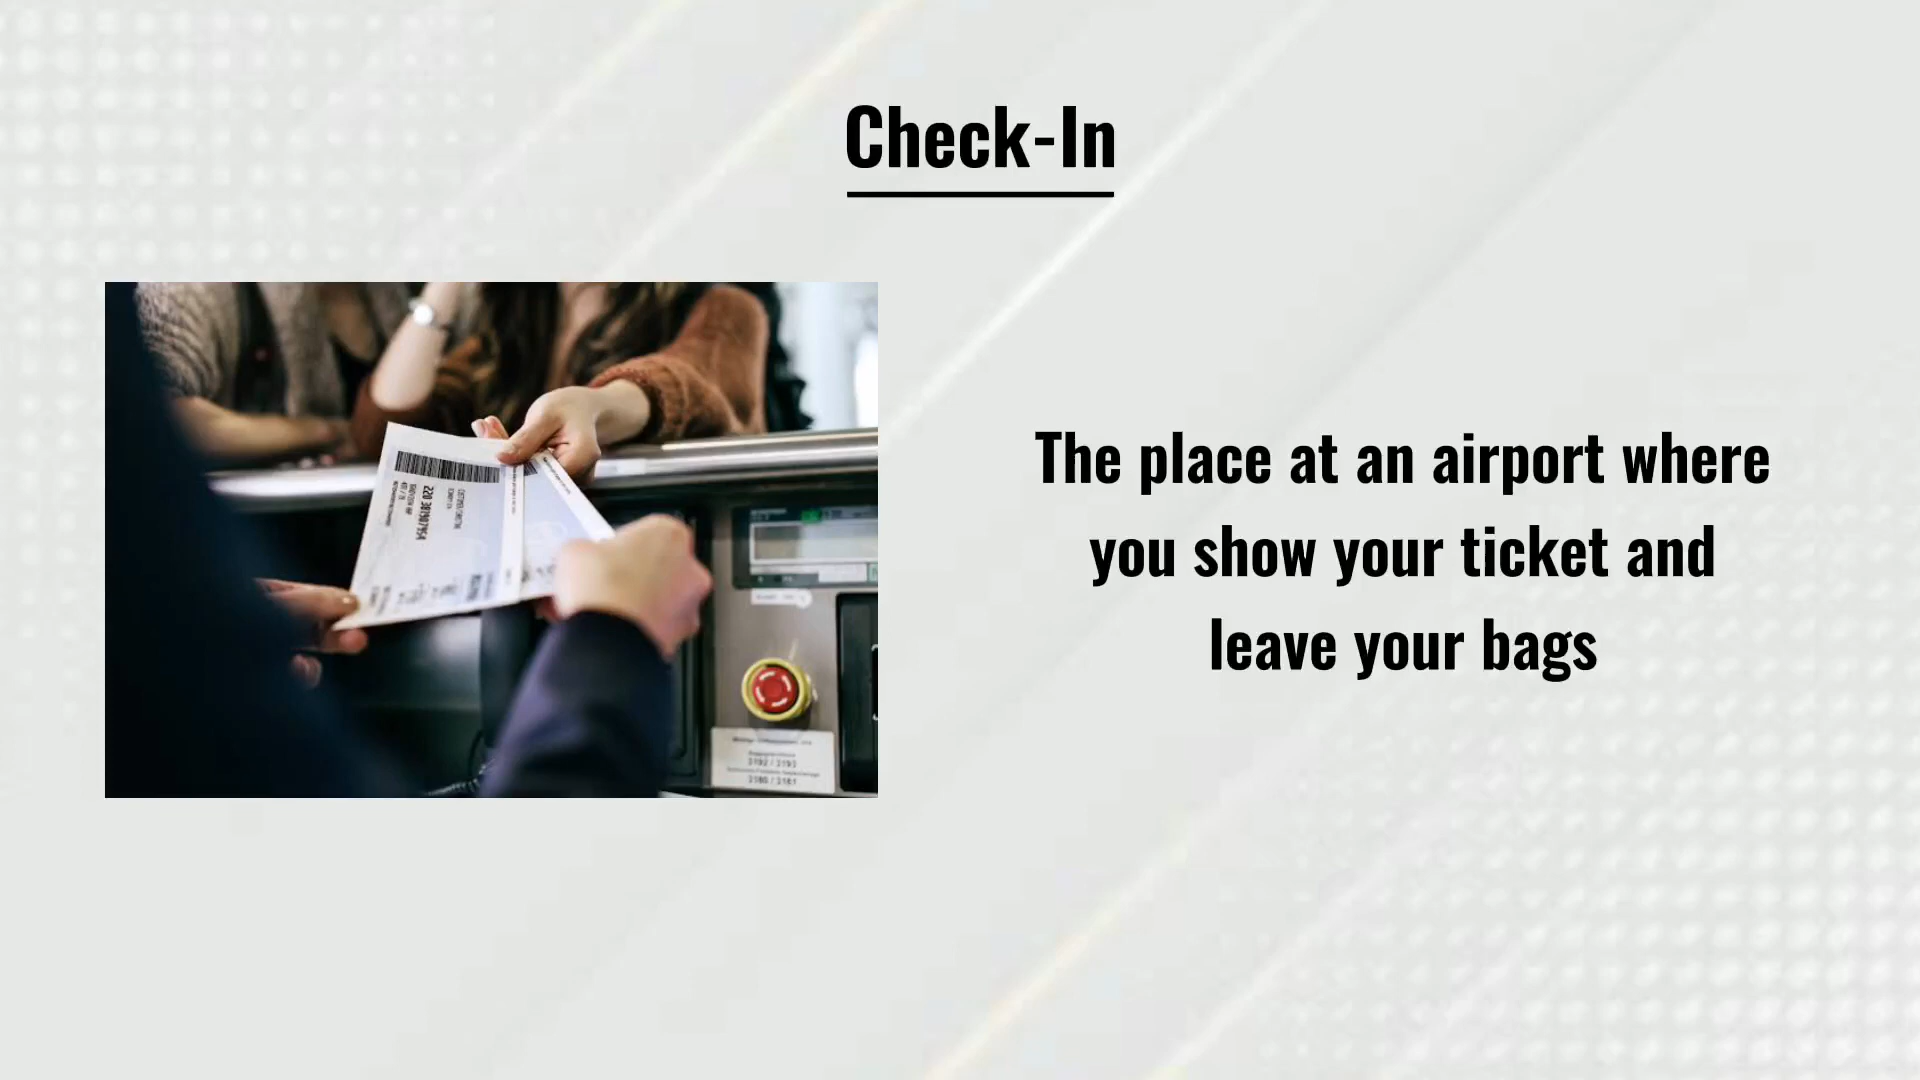 Check-In
The place at an airport where
you show your ticket and
leave your bags